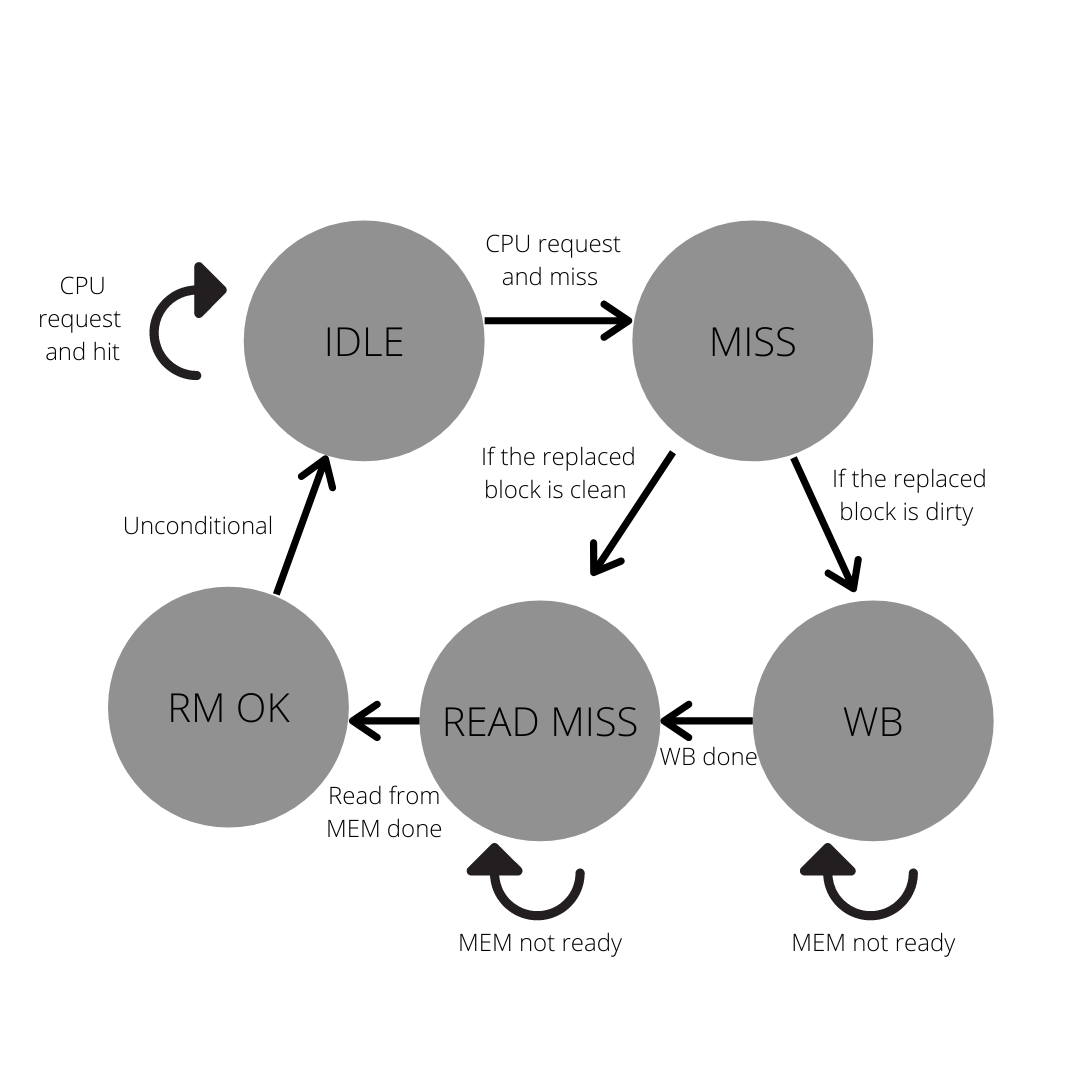 CPU request
and miss
CPU
request
and hit
IDLE
MISS
If the replaced
block is clean
If the replaced
block is dirty
Unconditional
RM OK
READ MISS
WB
WB done
Read from
MEM done
MEM not ready
MEM not ready